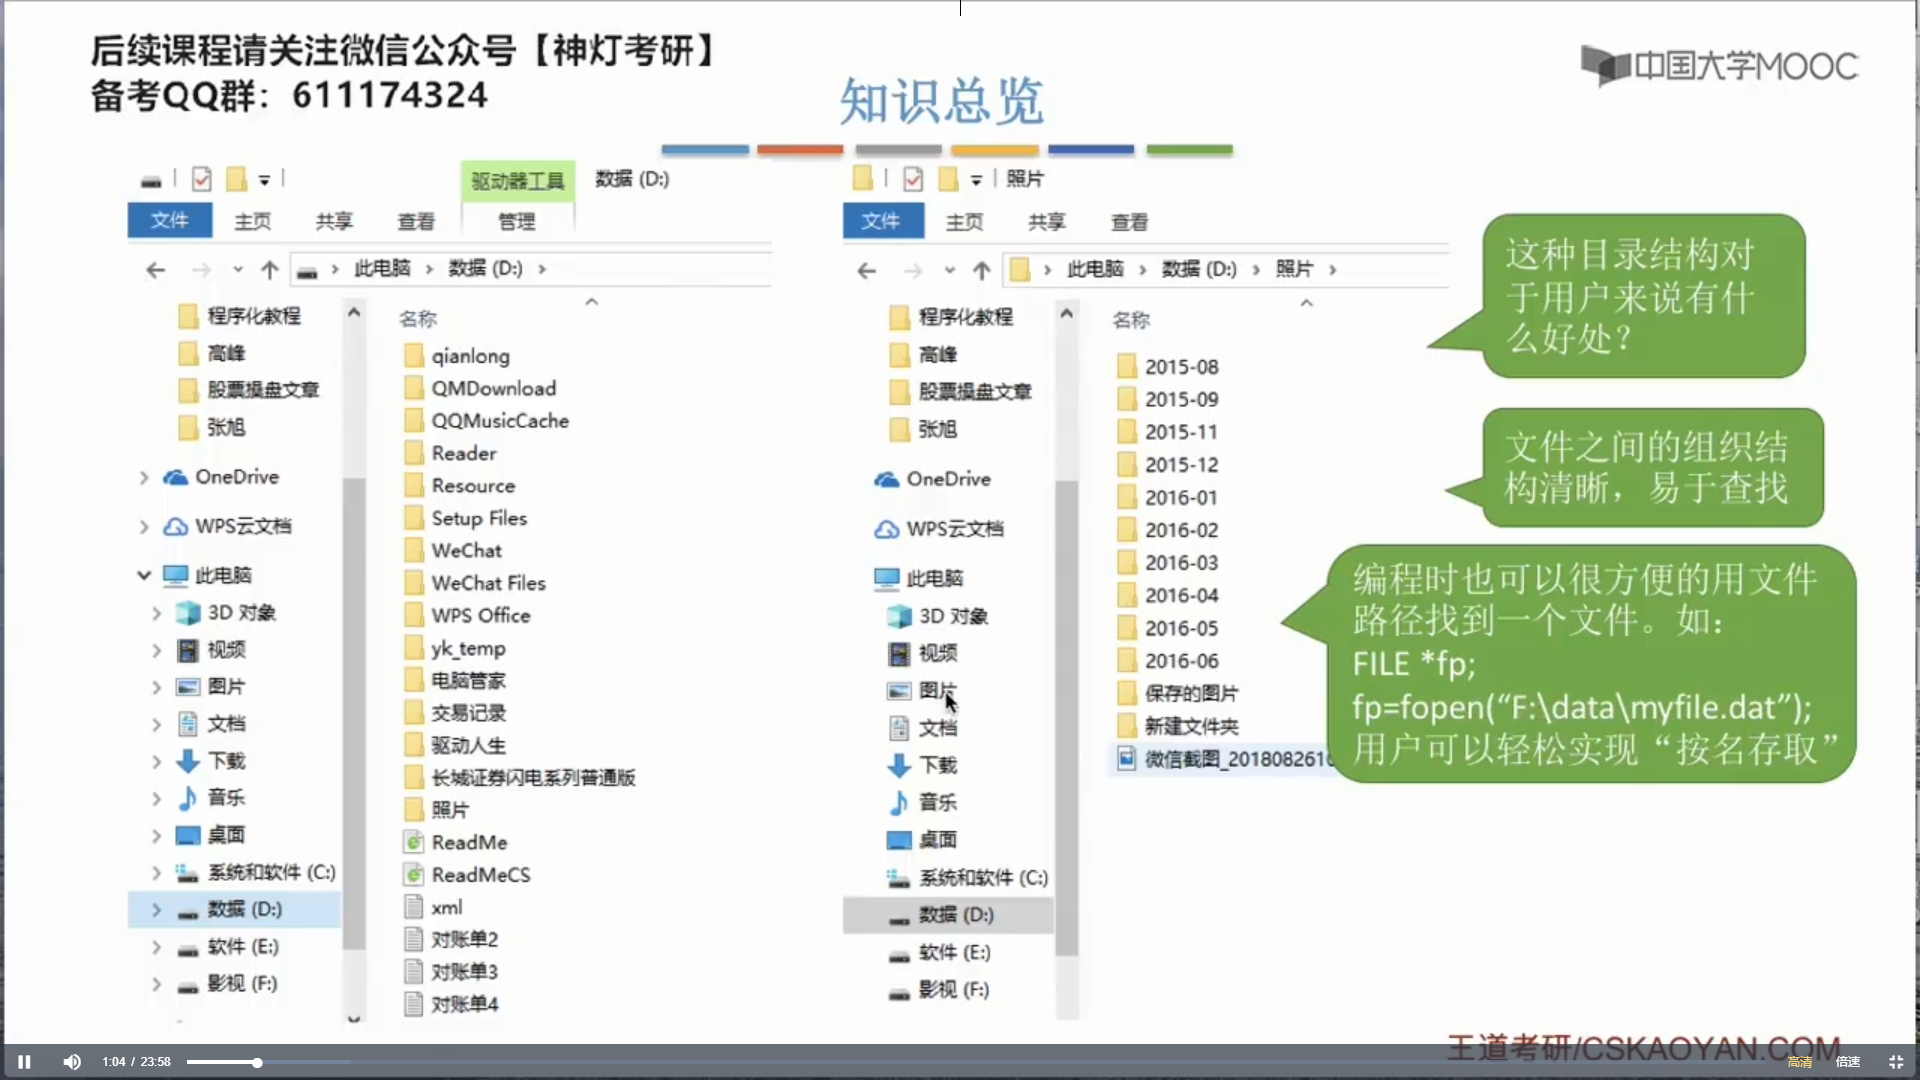 后续课程请关注微信公众号【神灯考研】
备考QQ群：611174324
中国大学MOOC
知识总览
驱动器工具
数据 (D:)
文件
主页
共享
查看
管理
此电脑
数据 (D:)
程序化教程
高峰
股票操盘文章
张旭
OneDrive
WPS云文档
此电脑
3D 对象
视频
图片
文档
下载
音乐
桌面
系统和软件 (C:)
数据 (D:)
软件 (E:)
影视 (F:)
名称
qianlong
QMDownload
QQMusicCache
Reader
Resource
Setup Files
WeChat
WeChat Files
WPS Office
yk_temp
电脑管家
交易记录
驱动人生
长城证券闪电系列普通版
照片
ReadMe
ReadMeCS
xml
对账单2
对账单3
对账单4
照片
文件
主页
共享
查看
此电脑
数据 (D:)
照片
程序化教程
高峰
股票操盘文章
张旭
OneDrive
WPS云文档
此电脑
3D 对象
视频
图片
文档
下载
音乐
桌面
系统和软件 (C:)
数据 (D:)
软件 (E:)
影视 (F:)
名称
2015-08
2015-09
2015-11
2015-12
2016-01
2016-02
2016-03
2016-04
2016-05
2016-06
保存的图片
新建文件夹
微信截图_2018082616
这种目录结构对
于用户来说有什
么好处？
文件之间的组织结
构清晰，易于查找
编程时也可以很方便的用文件
路径找到一个文件。如：
FILE *fp;
fp=fopen(“F:\data\myfile.dat”);
用户可以轻松实现“按名存取”
王道考研/CSKAOYAN.COM
1:04 / 23:58
高清
倍速